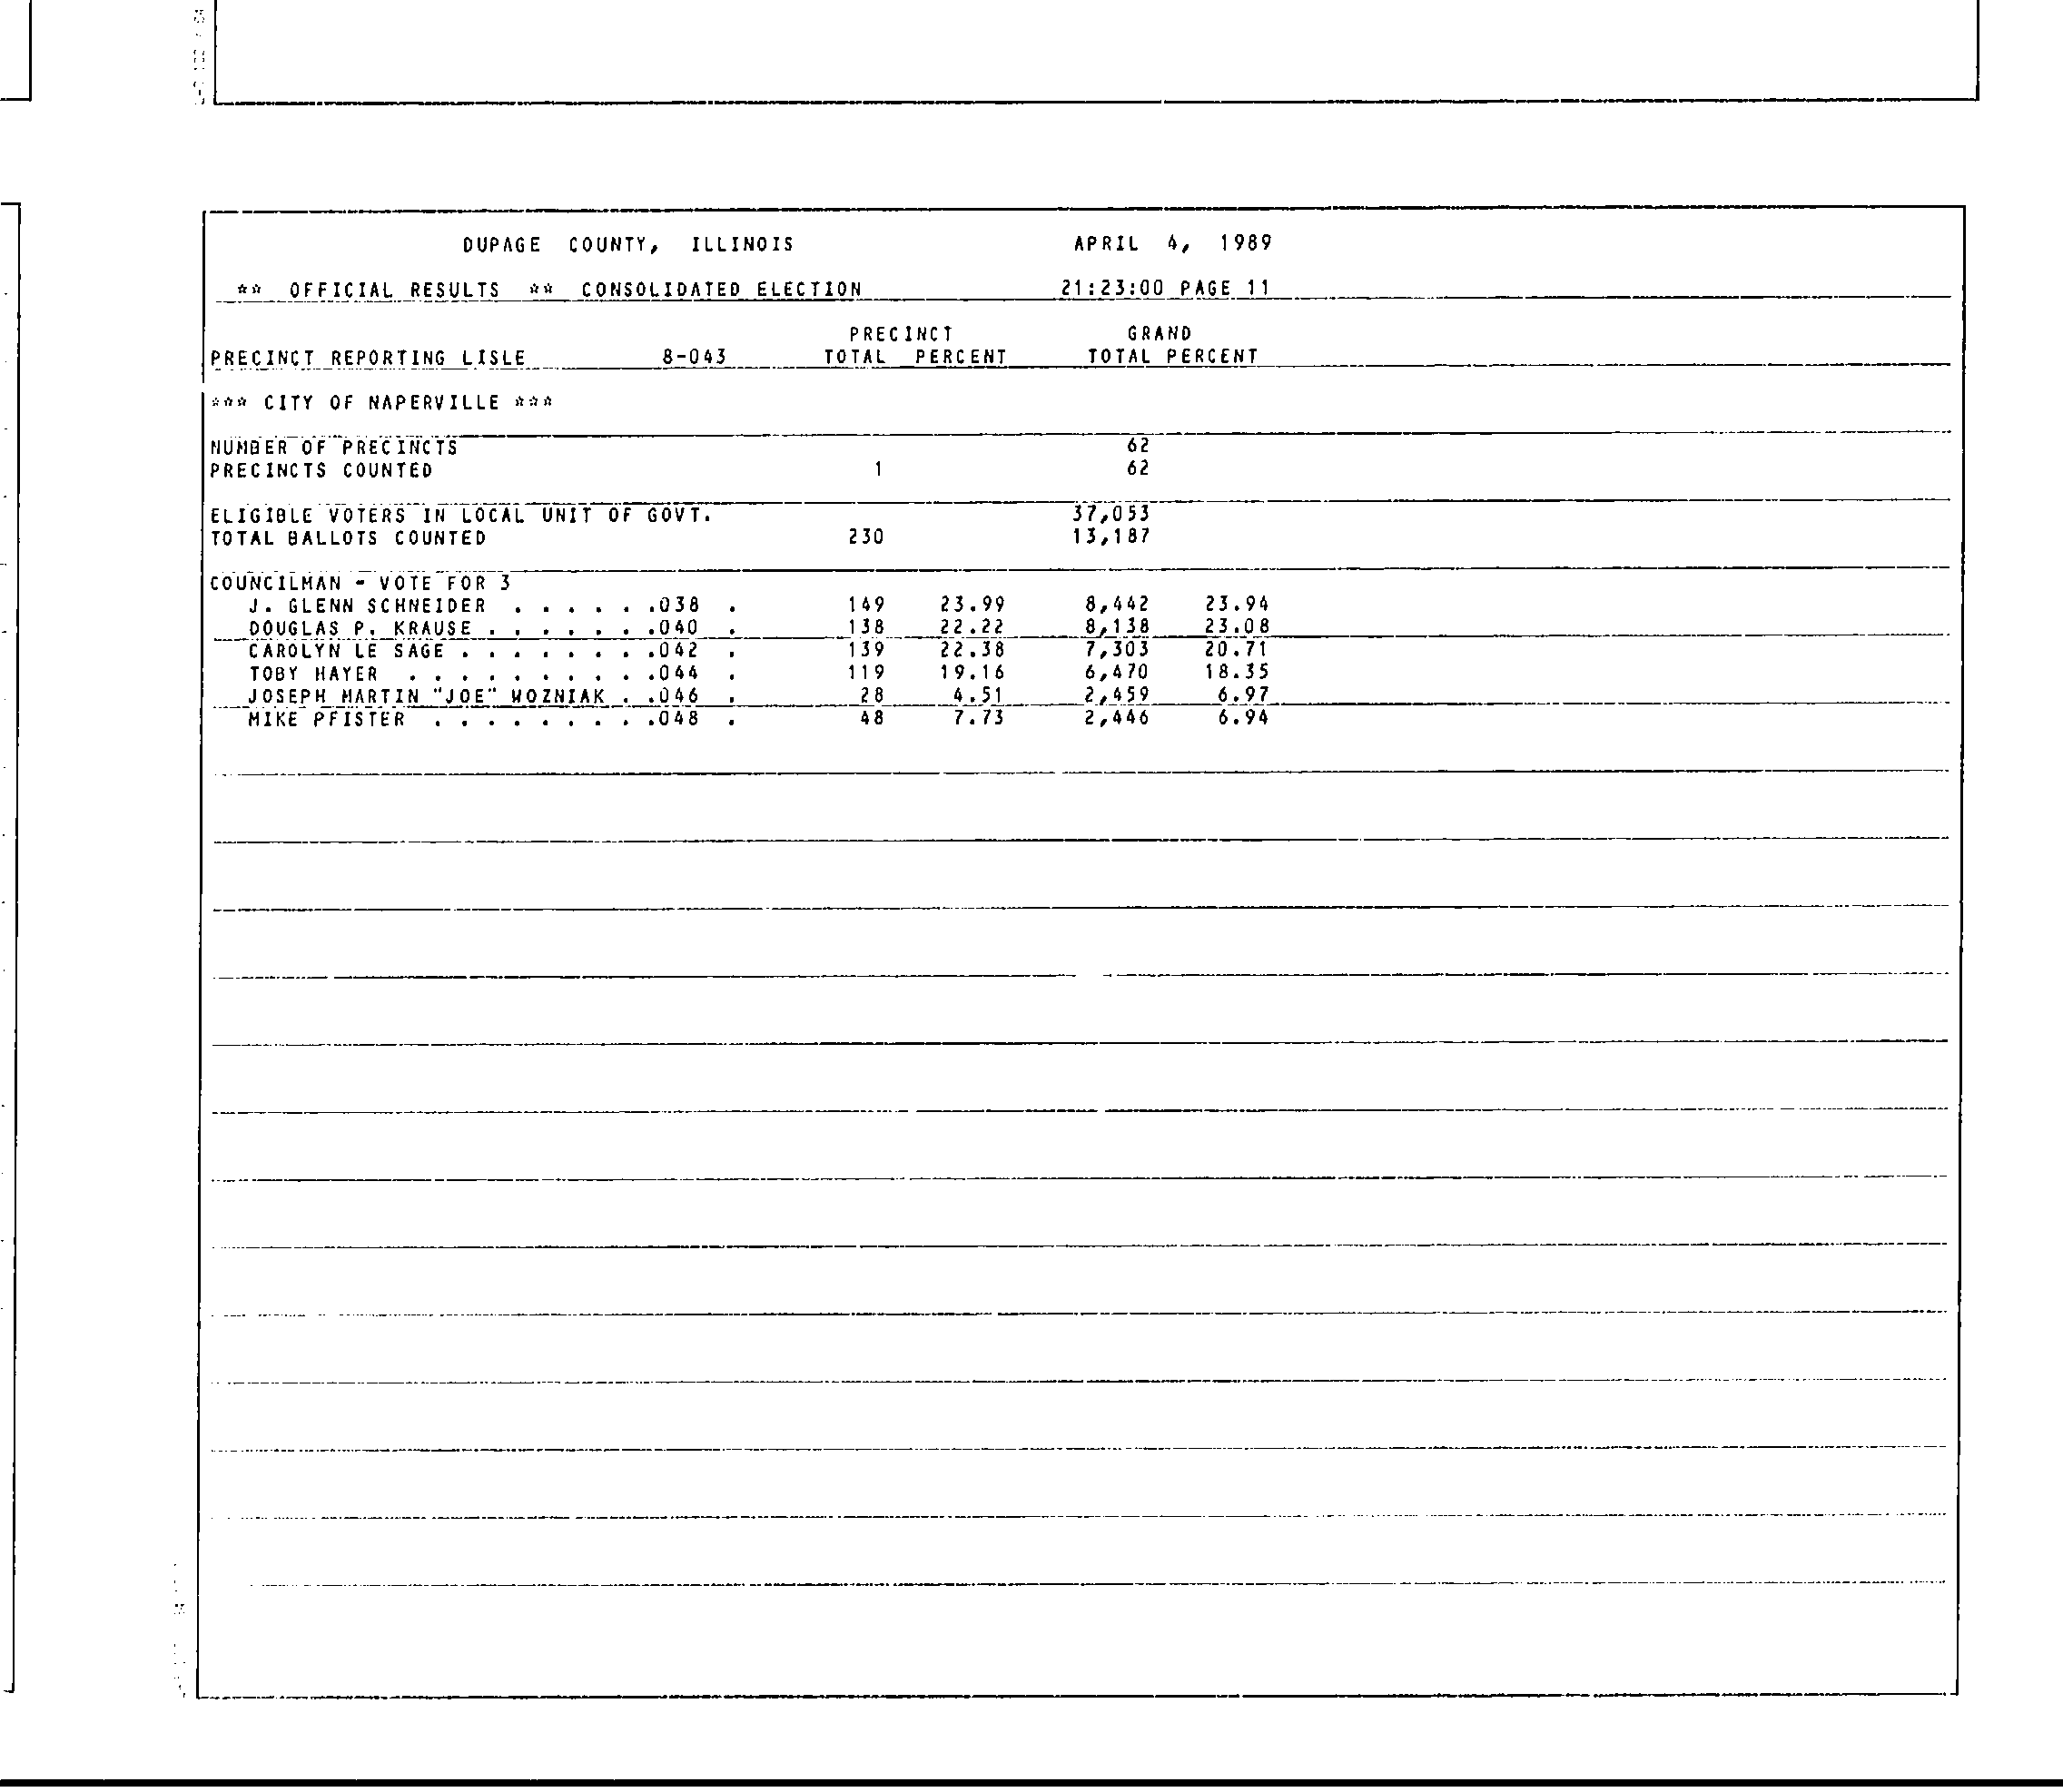 DUPAGE COUNTY, ILLINOIS APRIL 4, 1989
** OFFICIAL RESULTS ** CONSOLIDATED ELECTION 21:23:00 PAGE 11
PRECINCT GRAND
PRECINCT REPORTING LISLE 8-043 TOTAL PERCENT TOTAL PERCENT
*** CITY OF NAPERVILLE ***
NUMBER OF PRECINCTS 62
PRECINCTS COUNTED 1 62
ELIGIBLE VOTERS IN LOCAL UNIT OF GOVT. 37,053
TOTAL BALLOTS COUNTED 230 13,187
COUNCILMAN - VOTE FOR 3
J. GLENN SCHNEIDER . . . . . .038 . 149 23.99 8,442 23.94
DOUGLAS P. KRAUSE . . . . . . .040 . 138 22.22 8,138 23.08
CAROLYN LE SAGE . . . . . . . .042 . 139 22.38 7,303 20.71
TOBY HAYER . . . . . . . . . .044 . 119 19.16 6,470 18.35
JOSEPH MARTIN "JOE" WOZNIAK . .046 . 28 4.51 2,459 6.97
MIKE PFISTER . . . . . . . . .048 . 48 7.73 2,446 6.94